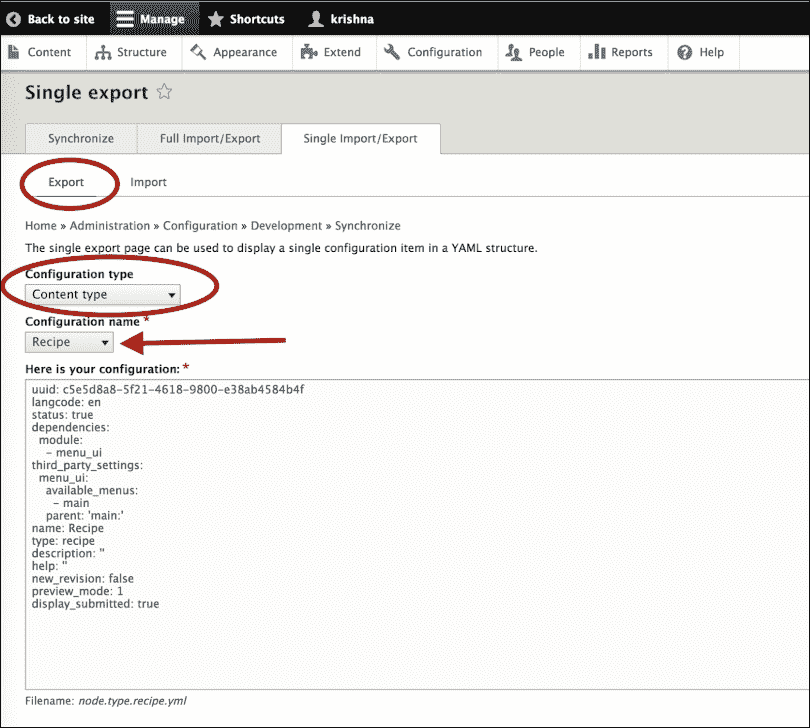 Back to site Manage Shortcuts krishna
Content Structure Appearance Extend Configuration People Reports Help
Single export
Synchronize Full Import/Export Single Import/Export
Export Import
Home » Administration » Configuration » Development » Synchronize
The single export page can be used to display a single configuration item in a YAML structure.
Configuration type
Content type
Configuration name *
Recipe
Here is your configuration: *
uuid: c5e5d8a8-5f21-4618-9800-e38ab4584b4f
langcode: en
status: true
dependencies:
module:
- menu_ui
third_party_settings:
menu_ui:
available_menus:
- main
parent: 'main:'
name: Recipe
type: recipe
description: ''
help: ''
new_revision: false
preview_mode: 1
display_submitted: true
Filename: node.type.recipe.yml